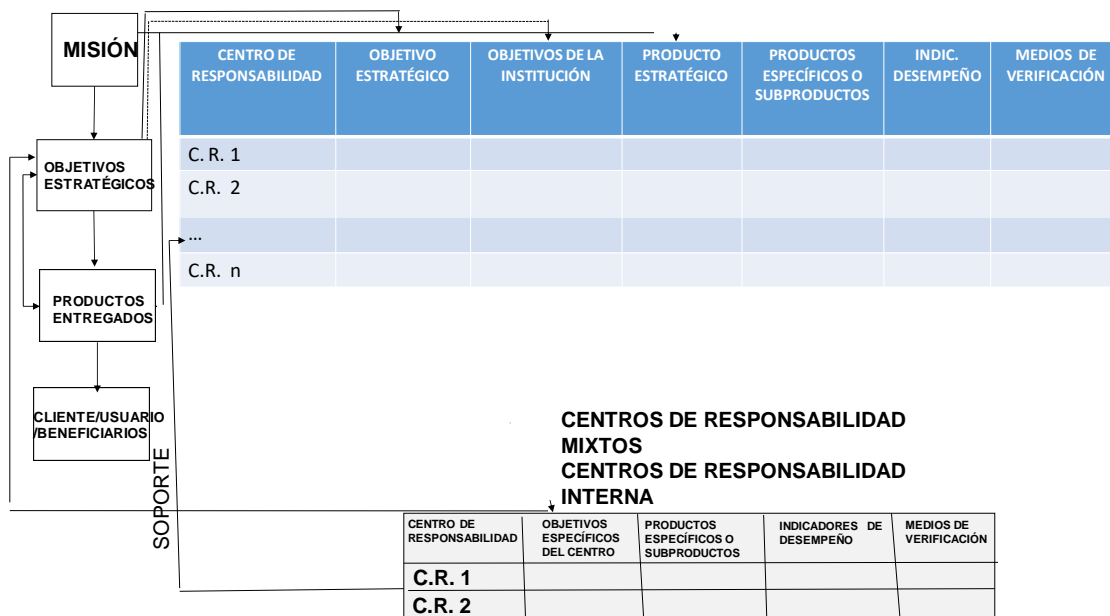 MISIÓN
OBJETIVOS
ESTRATÉGICOS
PRODUCTOS
ENTREGADOS
CLIENTE/USUARIO
/BENEFICIARIOS
SOPORTE
CENTRO DE
RESPONSABILIDAD
OBJETIVO
ESTRATÉGICO
OBJETIVOS DE LA
INSTITUCIÓN
PRODUCTO
ESTRATÉGICO
PRODUCTOS
ESPECÍFICOS O
SUBPRODUCTOS
INDIC.
DESEMPEÑO
MEDIOS DE
VERIFICACIÓN
C. R. 1
C.R. 2
...
C.R. n
CENTROS DE RESPONSABILIDAD
MIXTOS
CENTROS DE RESPONSABILIDAD
INTERNA
CENTRO DE
RESPONSABILIDAD
OBJETIVOS
ESPECÍFICOS
DEL CENTRO
PRODUCTOS
ESPECÍFICOS O
SUBPRODUCTOS
INDICADORES DE
DESEMPEÑO
MEDIOS DE
VERIFICACIÓN
C.R. 1
C.R. 2